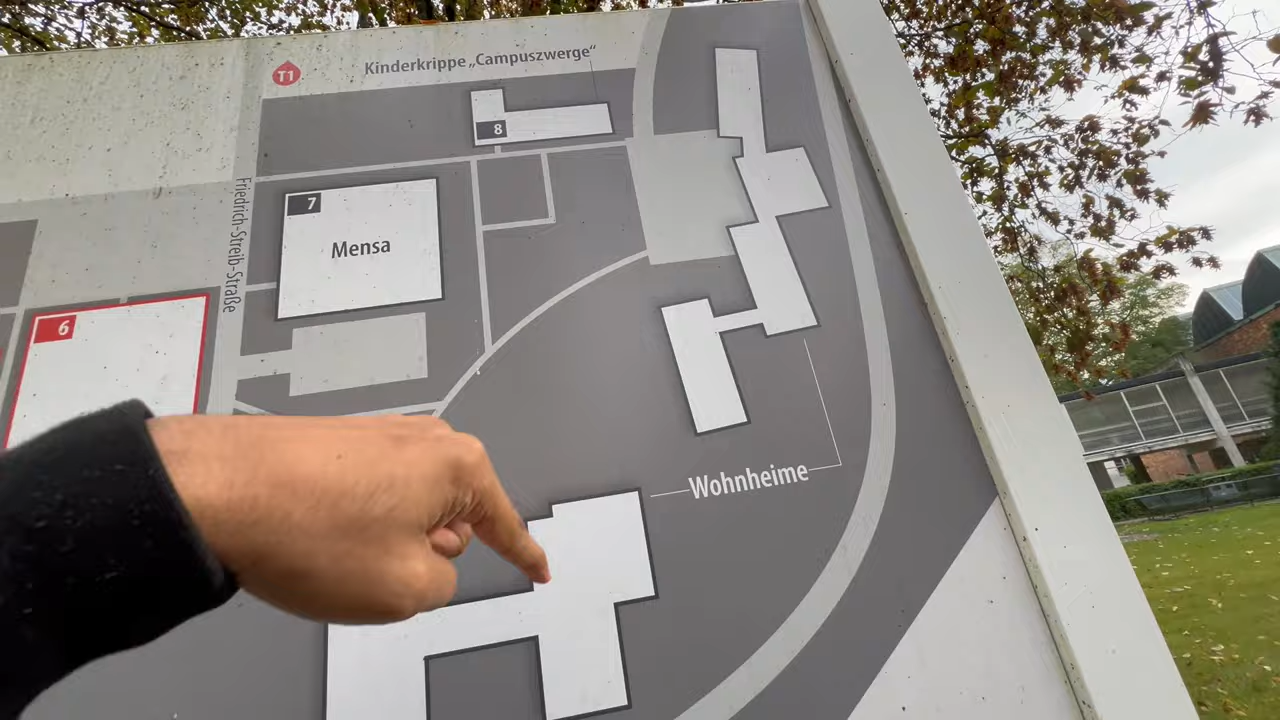 T1
Kinderkrippe „Campuszwerge“
8
Friedrich-Streib-Straße
7
Mensa
6
Wohnheime